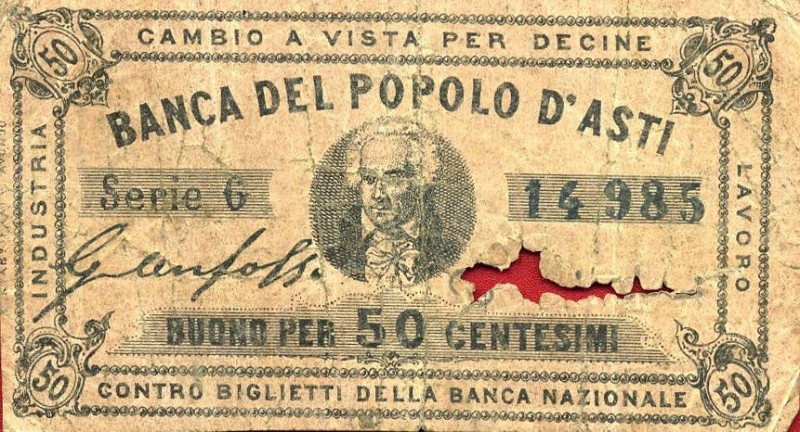 50 CAMBIO A VISTA PER DECINE 50
BANCA DEL POPOLO D'ASTI
INDUSTRIA
LAVORO
Serie 6 14985
BUONO PER 50 CENTESIMI
50 CONTRO BIGLIETTI DELLA BANCA NAZIONALE 50